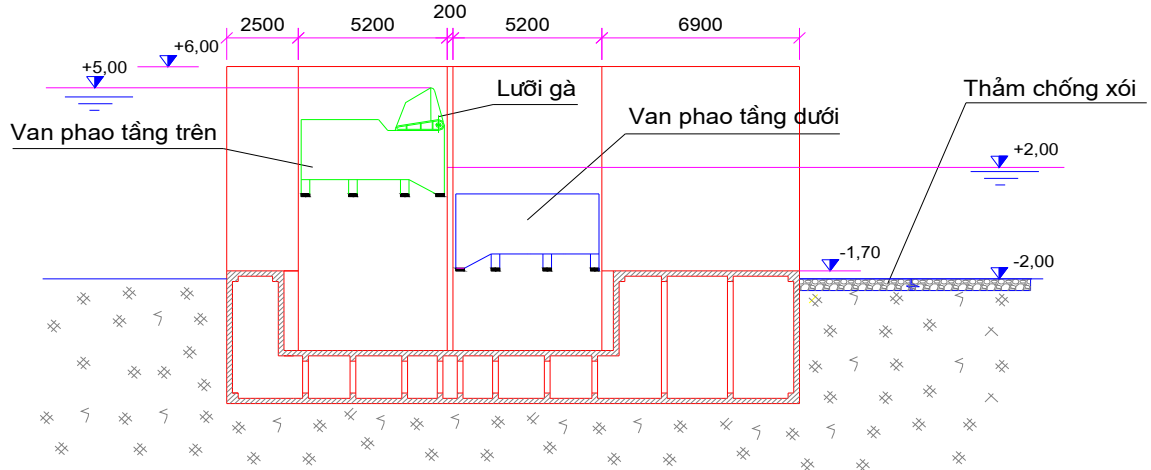 200
2500 5200 5200 6900
+6,00
+5,00
Lưỡi gà
Thảm chống xói
Van phao tầng trên
Van phao tầng dưới
+2,00
-1,70
-2,00